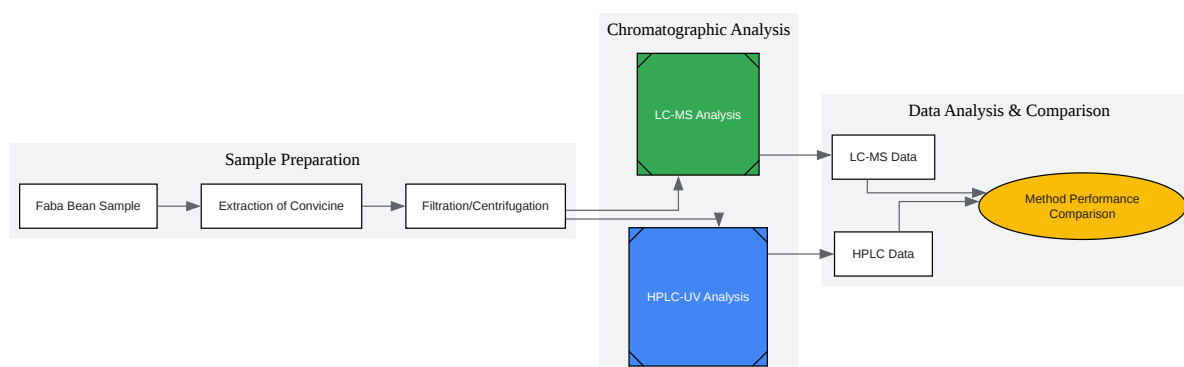 Sample Preparation
Faba Bean Sample
Extraction of Convicine
Filtration/Centrifugation
Chromatographic Analysis
LC-MS Analysis
HPLC-UV Analysis
Data Analysis & Comparison
LC-MS Data
HPLC Data
Method Performance
Comparison